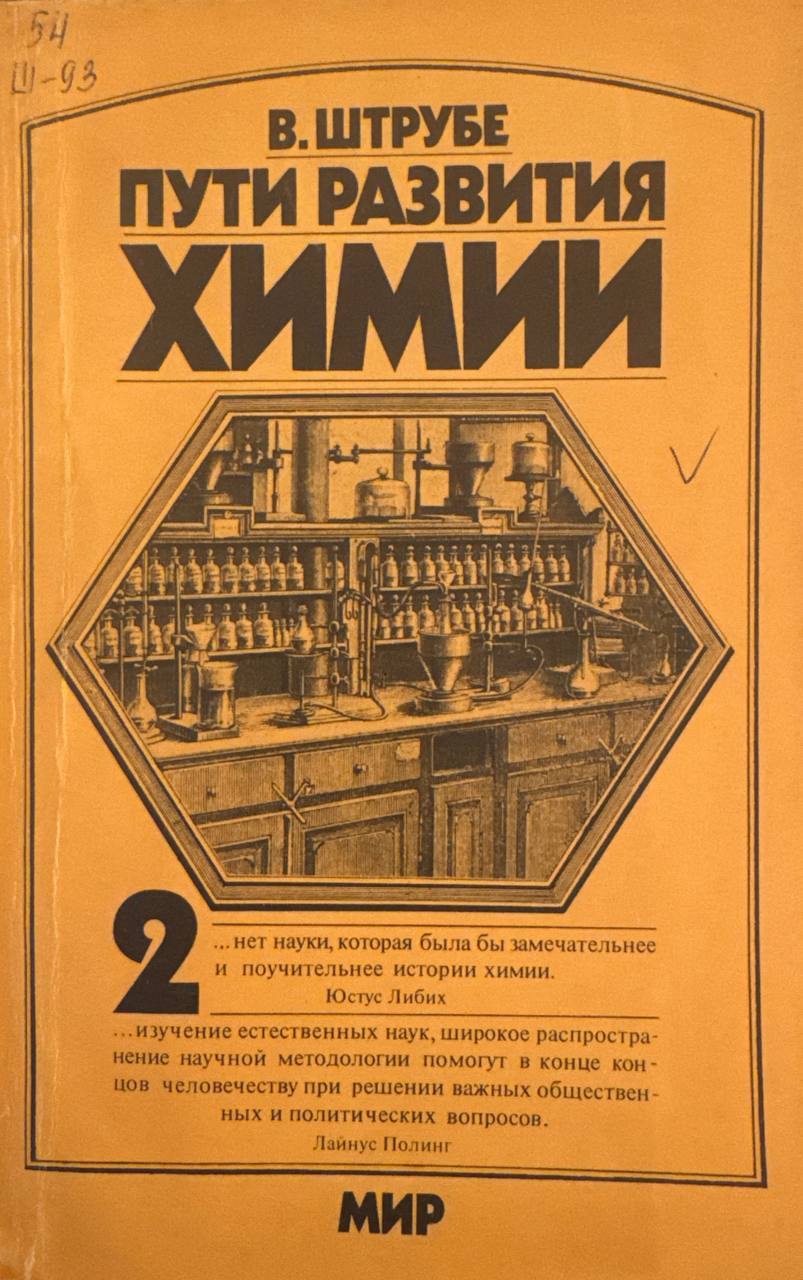 54
Ш-93
В. ШТРУБЕ
ПУТИ РАЗВИТИЯ
ХИМИИ
2
...нет науки, которая была бы замечательнее
и поучительнее истории химии.
Юстус Либих
...изучение естественных наук, широкое распростра-
нение научной методологии помогут в конце кон-
цов человечеству при решении важных обществен-
ных и политических вопросов.
Лайнус Полинг
МИР